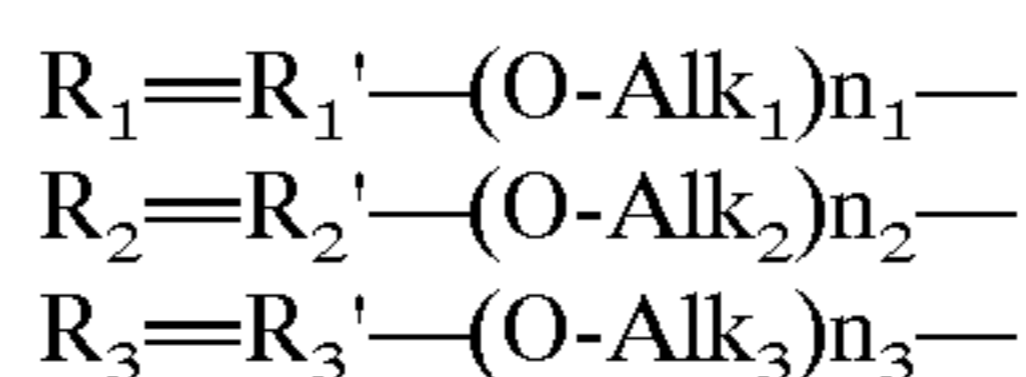 R₁=R₁'—(O-Alk₁)n₁—
R₂=R₂'—(O-Alk₂)n₂—
R₃=R₃'—(O-Alk₃)n₃—